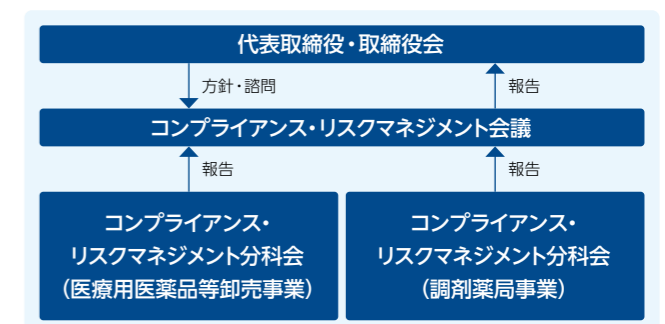 代表取締役・取締役会
方針・諮問
報告
コンプライアンス・リスクマネジメント会議
報告
報告
コンプライアンス・
リスクマネジメント分科会
（医療用医薬品等卸売事業）
コンプライアンス・
リスクマネジメント分科会
（調剤薬局事業）